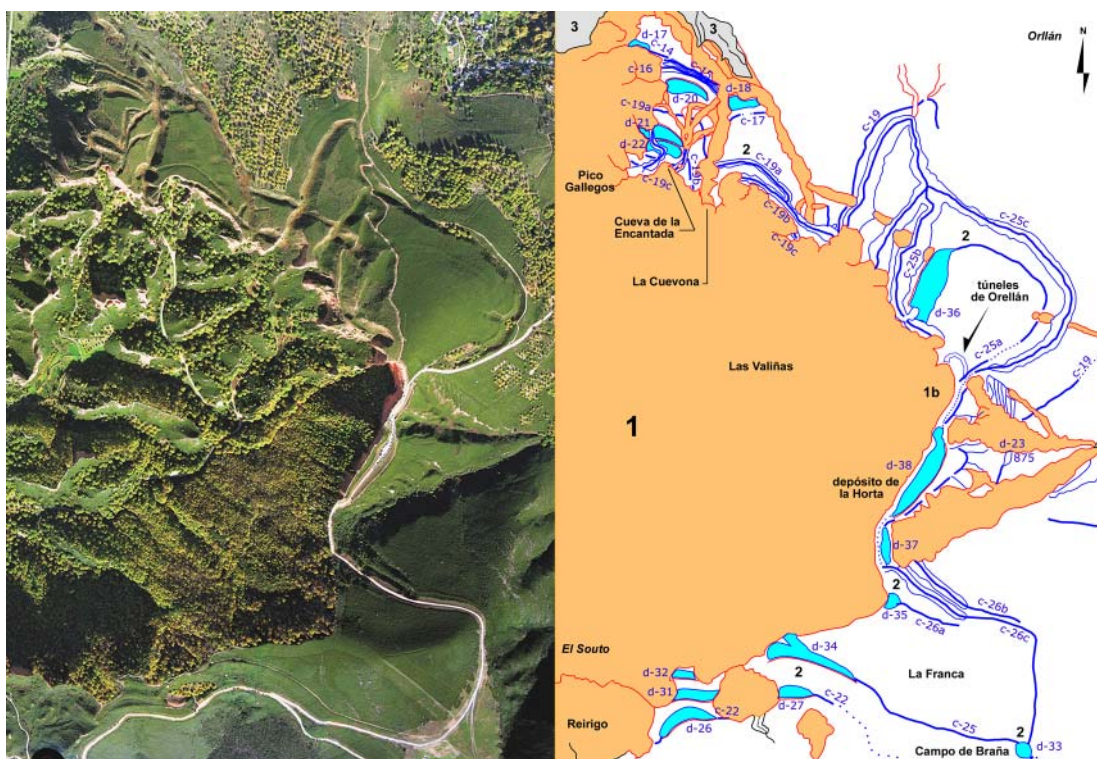 3
d-17
c-14
3
Orllán
N
c-16
c-15
d-20
d-18
c-19a
c-17
d-21
d-22
2
c-19
c-19a
c-19b
Pico
Gallegos
c-19c
c-19b
c-19c
c-25c
Cueva de la
Encantada
2
c-25b
La Cuevona
túneles
de Orellán
d-36
c-25a
c-19
Las Valiñas
1b
1
d-23
875
d-38
depósito de
la Horta
d-37
2
c-26b
d-35
c-26a
c-26c
El Souto
d-34
d-32
2
La Franca
d-31
d-27
c-22
Reirigo
c-22
c-25
d-26
2
Campo de Braña
d-33